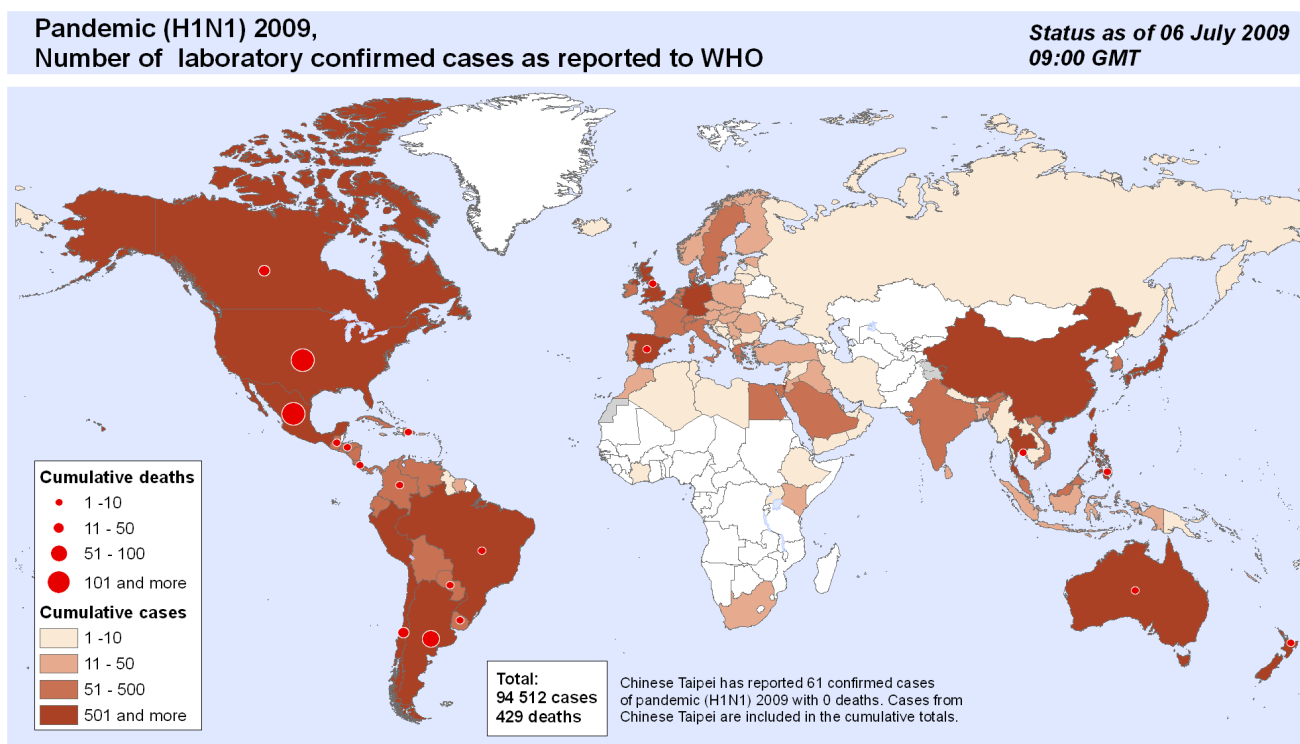 Pandemic (H1N1) 2009,
Number of laboratory confirmed cases as reported to WHO
Status as of 06 July 2009
09:00 GMT
Cumulative deaths
1 -10
11 - 50
51 - 100
101 and more
Cumulative cases
1 -10
11 - 50
51 - 500
501 and more
Total:
94 512 cases
429 deaths
Chinese Taipei has reported 61 confirmed cases
of pandemic (H1N1) 2009 with 0 deaths. Cases from
Chinese Taipei are included in the cumulative totals.